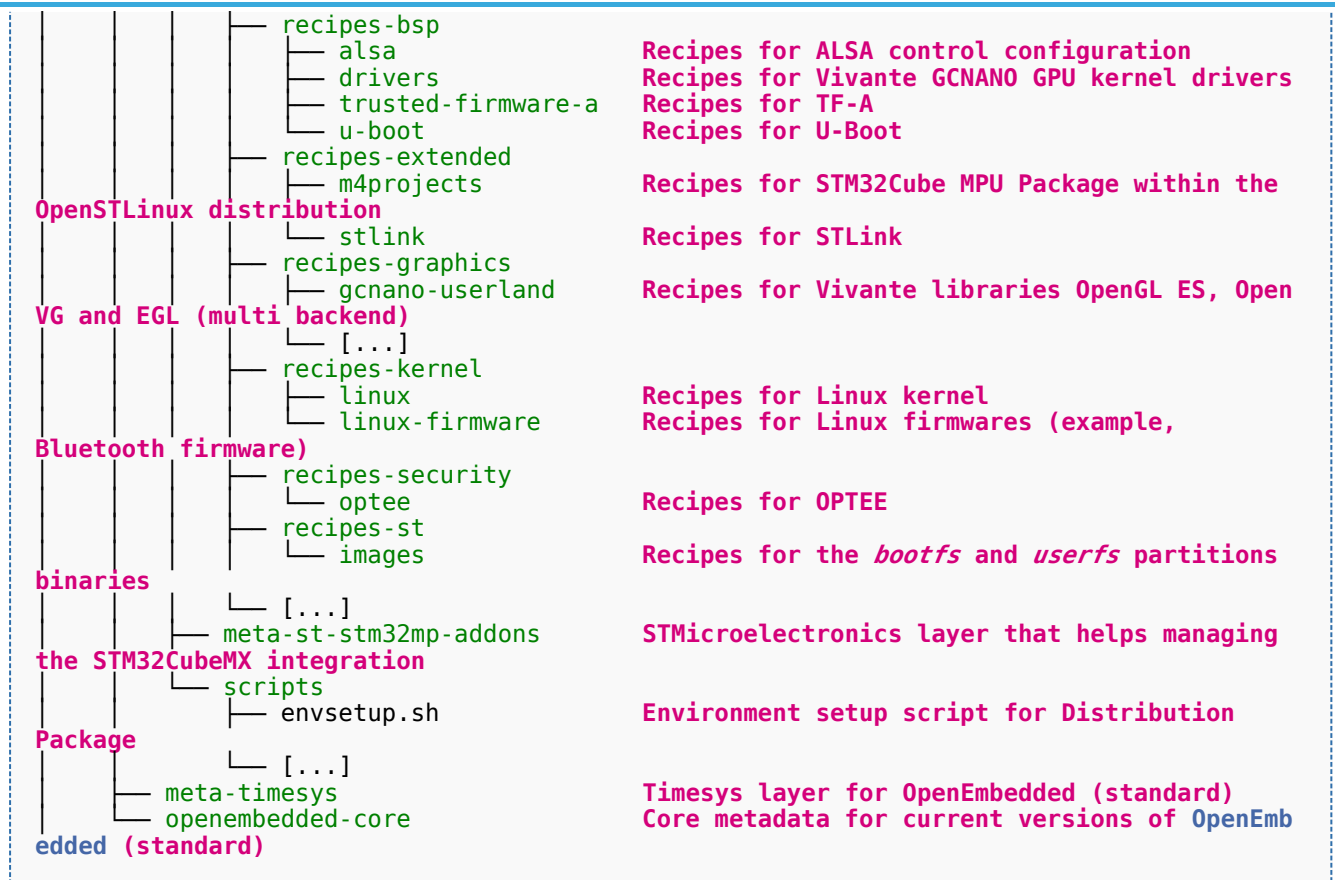 │       │       │       │       ├── recipes-bsp
│       │       │       │       │       ├── alsa                 Recipes for ALSA control configuration
│       │       │       │       │       ├── drivers              Recipes for Vivante GCNANO GPU kernel drivers
│       │       │       │       │       ├── trusted-firmware-a   Recipes for TF-A
│       │       │       │       │       └── u-boot               Recipes for U-Boot
│       │       │       │       ├── recipes-extended
│       │       │       │       │       ├── m4projects           Recipes for STM32Cube MPU Package within the
OpenSTLinux distribution
│       │       │       │       │       └── stlink               Recipes for STLink
│       │       │       │       ├── recipes-graphics
│       │       │       │       │       ├── gcnano-userland      Recipes for Vivante libraries OpenGL ES, Open
VG and EGL (multi backend)
│       │       │       │       │       └── [...]
│       │       │       │       ├── recipes-kernel
│       │       │       │       │       ├── linux                Recipes for Linux kernel
│       │       │       │       │       └── linux-firmware       Recipes for Linux firmwares (example,
Bluetooth firmware)
│       │       │       │       ├── recipes-security
│       │       │       │       │       └── optee                Recipes for OPTEE
│       │       │       │       ├── recipes-st
│       │       │       │       │       └── images               Recipes for the bootfs and userfs partitions
binaries
│       │       │       │       └── [...]
│       │       │       ├── meta-st-stm32mp-addons       STMicroelectronics layer that helps managing
the STM32CubeMX integration
│       │       │       └── scripts
│       │       │               ├── envsetup.sh          Environment setup script for Distribution
Package
│       │       │               └── [...]
│       │       ├── meta-timesys                 Timesys layer for OpenEmbedded (standard)
│       │       └── openembedded-core            Core metadata for current versions of OpenEmb
edded (standard)